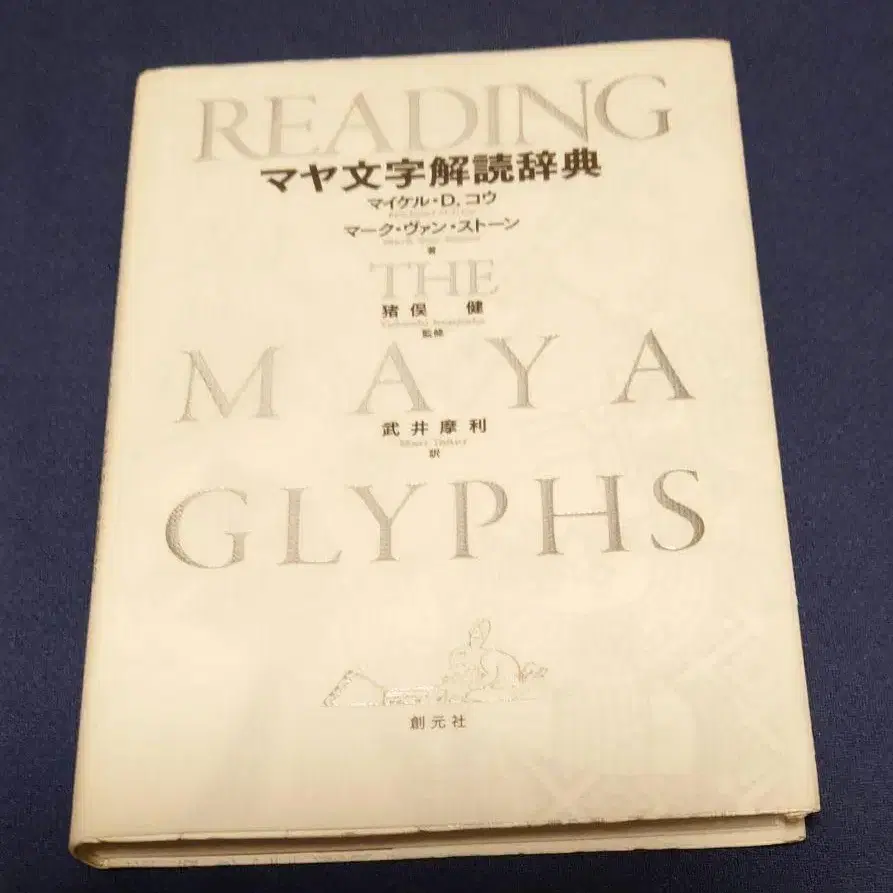 READING
マヤ文字解読辞典
マイケル・D. コウ
マーク・ヴァン・ストーン
著
THE
猪俣 健
監修
MAYA
武井摩利
訳
GLYPHS
創元社